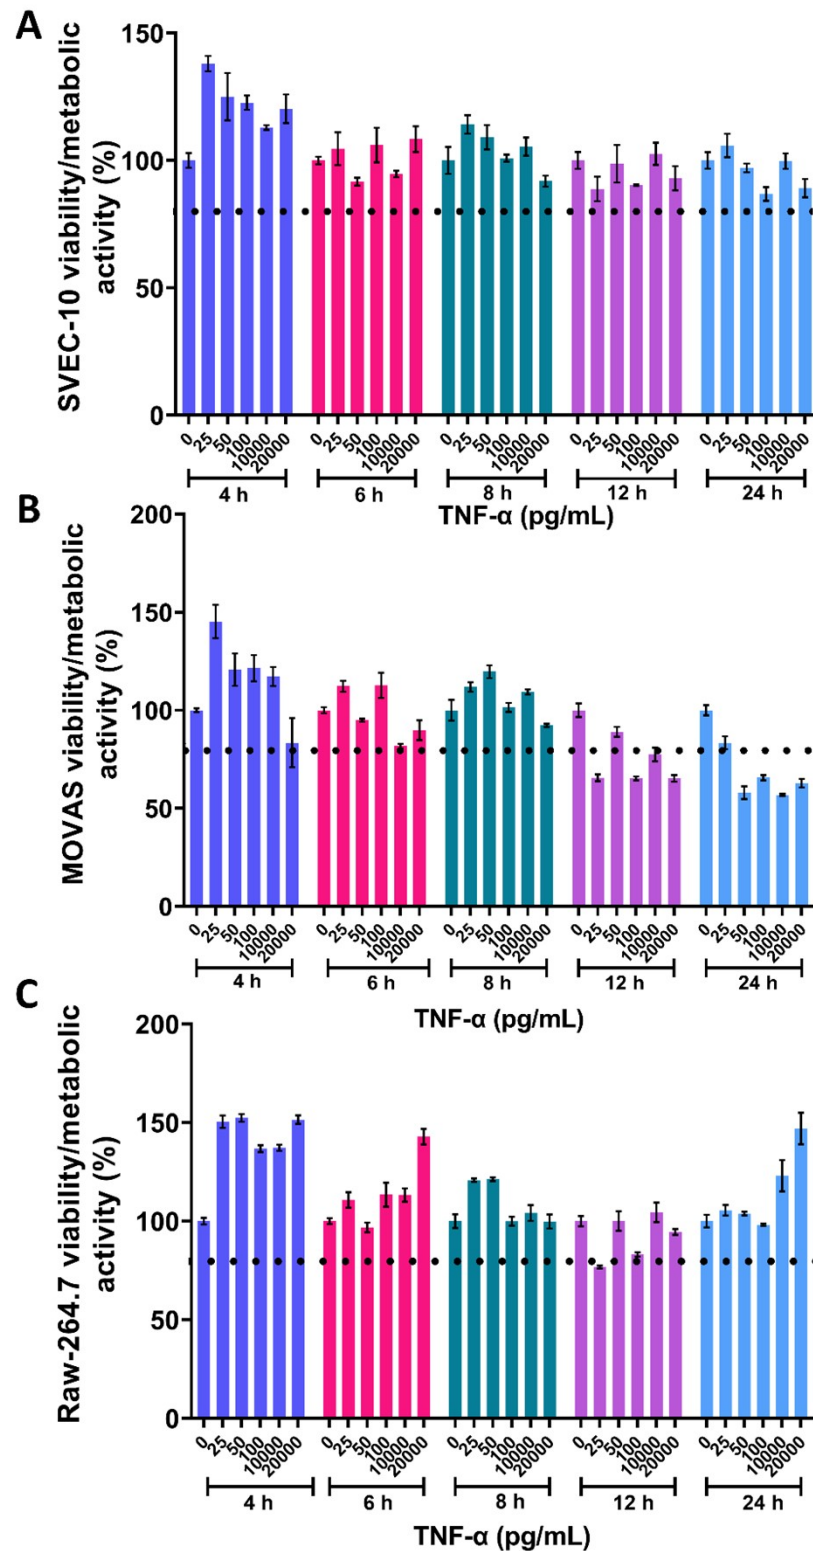 A
SVEC-10 viability/metabolic
activity (%)
150
100
50
0
0 25 50 100 10000 20000 0 25 50 100 10000 20000 0 25 50 100 10000 20000 0 25 50 100 10000 20000 0 25 50 100 10000 20000
4 h 6 h 8 h 12 h 24 h
TNF-α (pg/mL)
B
MOVAS viability/metabolic
activity (%)
200
150
100
50
0
0 25 50 100 10000 20000 0 25 50 100 10000 20000 0 25 50 100 10000 20000 0 25 50 100 10000 20000 0 25 50 100 10000 20000
4 h 6 h 8 h 12 h 24 h
TNF-α (pg/mL)
C
Raw-264.7 viability/metabolic
activity (%)
200
150
100
50
0
0 25 50 100 10000 20000 0 25 50 100 10000 20000 0 25 50 100 10000 20000 0 25 50 100 10000 20000 0 25 50 100 10000 20000
4 h 6 h 8 h 12 h 24 h
TNF-α (pg/mL)